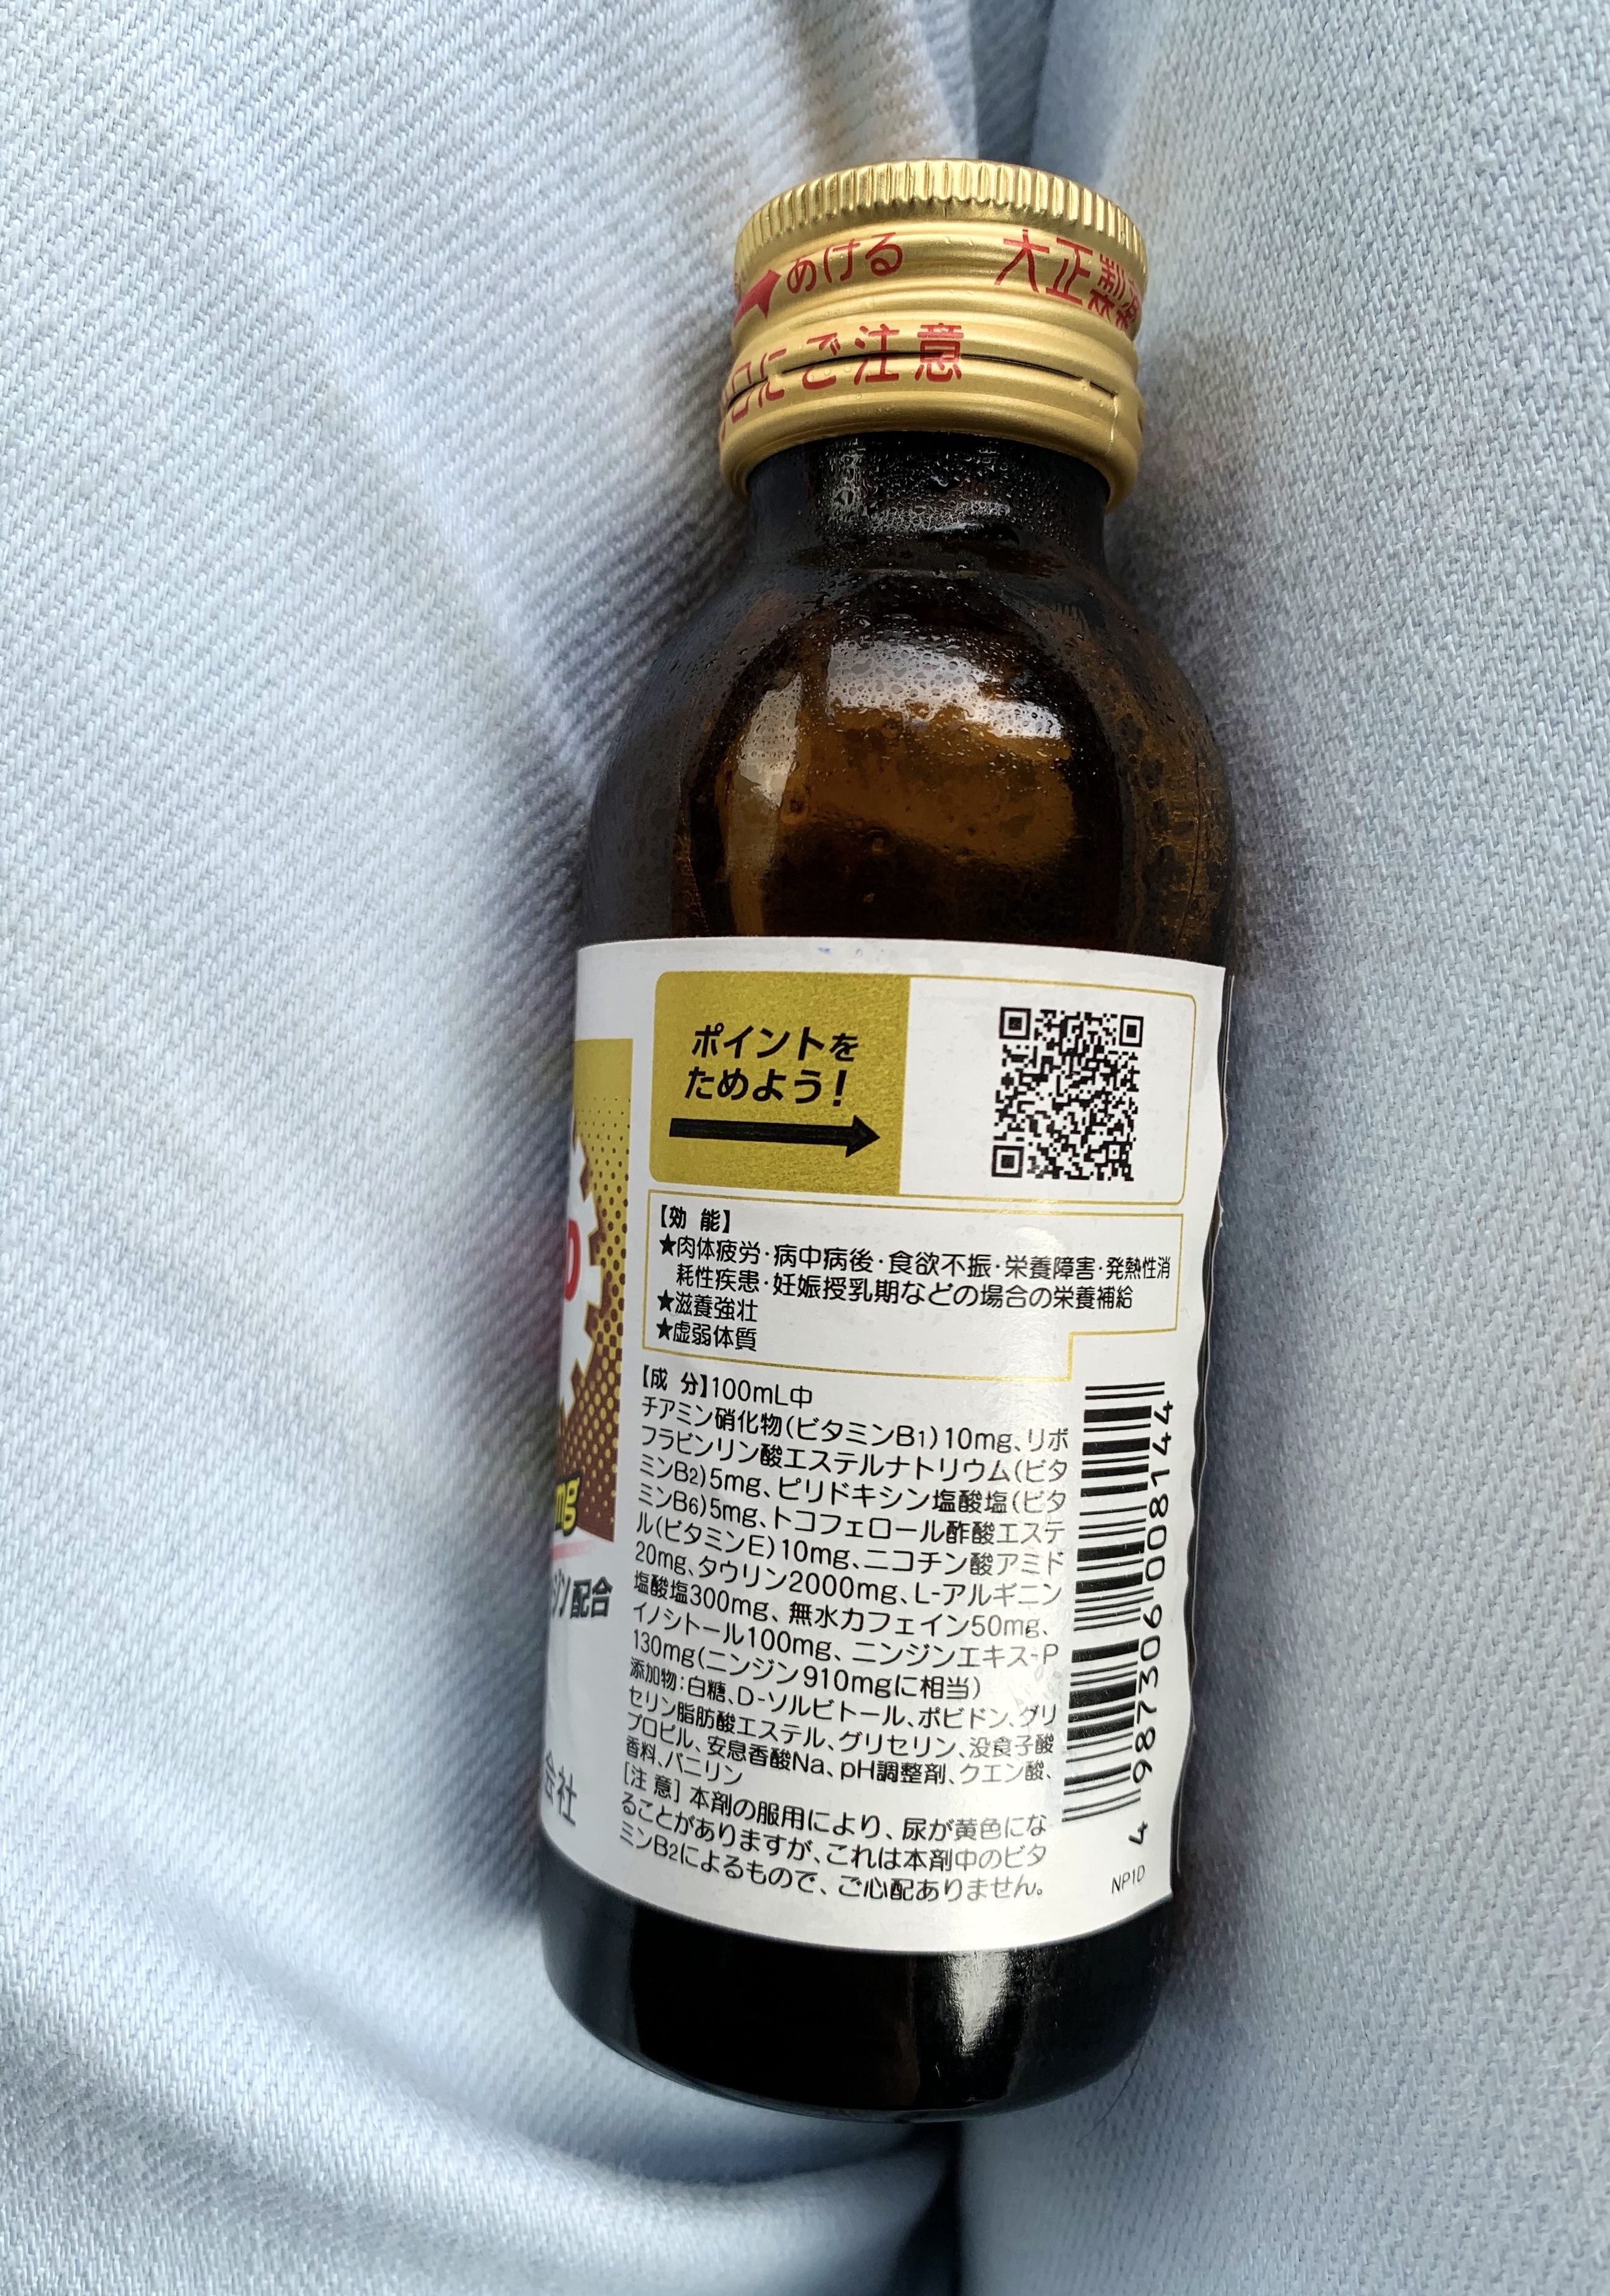 あける
大正製
口にご注意
ポイントを
ためよう!
【効 能】
★肉体疲労・病中病後・食欲不振・栄養障害・発熱性消
耗性疾患・妊娠授乳期などの場合の栄養補給
★滋養強壮
★虚弱体質
【成 分】100mL中
チアミン硝化物(ビタミンB1)10mg、リボ
フラビンリン酸エステルナトリウム(ビタ
ミンB2)5mg、ピリドキシン塩酸塩(ビタ
ミンB6)5mg、トコフェロール酢酸エステ
ル(ビタミンE)10mg、ニコチン酸アミド
20mg、タウリン2000mg、L-アルギニン
塩酸塩300mg、無水カフェイン50mg、
イノシトール100mg、ニンジンエキス-P
130mg(ニンジン910mgに相当)
添加物:白糖、D-ソルビトール、ポビドン、グリ
セリン脂肪酸エステル、グリセリン、没食子酸
プロピル、安息香酸Na、pH調整剤、クエン酸、
香料、バニリン
[注 意]本剤の服用により、尿が黄色にな
ることがありますが、これは本剤中のビタ
ミンB2によるもので、ご心配ありません。
4 987306 008144
NP1D
mg
ジン配合
会社